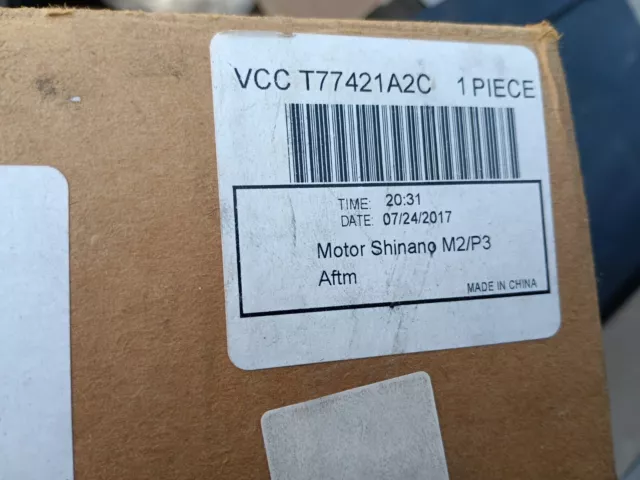 VCC T77421A2C 1 PIECE
TIME: 20:31
DATE: 07/24/2017
Motor Shinano M2/P3
Aftm
MADE IN CHINA